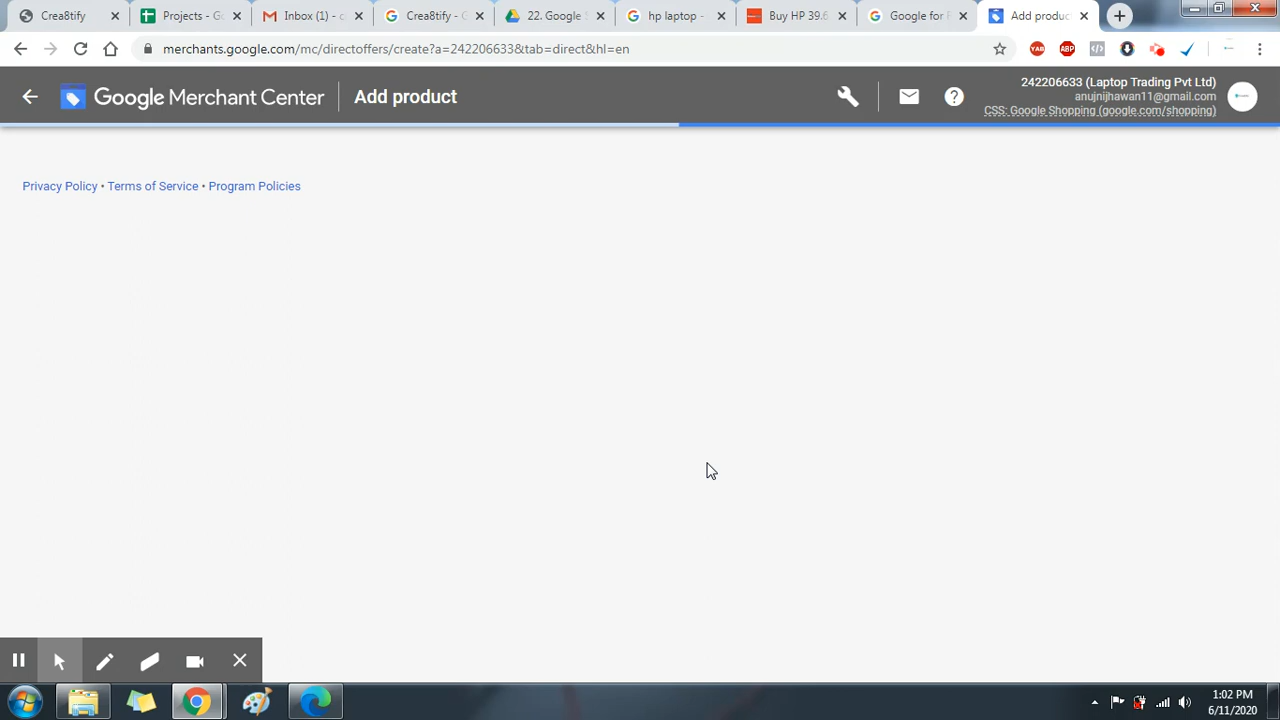 Crea8tify
Projects - G
Inbox (1) - c
Crea8tify - G
22. Google
hp laptop -
Buy HP 39.6
Google for
Add produc
merchants.google.com/mc/directoffers/create?a=242206633&tab=direct&hl=en
YAB
ABP
Google Merchant Center
Add product
242206633 (Laptop Trading Pvt Ltd)
anujnijhawan11@gmail.com
CSS: Google Shopping (google.com/shopping)
Privacy Policy • Terms of Service • Program Policies
1:02 PM
6/11/2020